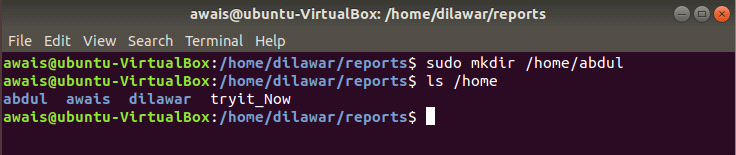 awais@ubuntu-VirtualBox: /home/dilawar/reports
File Edit View Search Terminal Help
awais@ubuntu-VirtualBox:/home/dilawar/reports$ sudo mkdir /home/abdul
awais@ubuntu-VirtualBox:/home/dilawar/reports$ ls /home
abdul awais dilawar tryit_Now
awais@ubuntu-VirtualBox:/home/dilawar/reports$